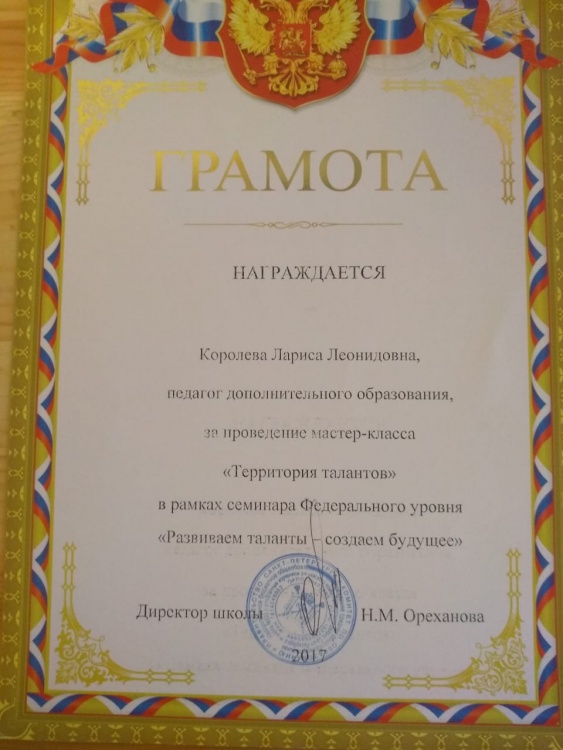 ГРАМОТА
НАГРАЖДАЕТСЯ
Королева Лариса Леонидовна,
педагог дополнительного образования,
за проведение мастер-класса
«Территория талантов»
в рамках семинара Федерального уровня
«Развиваем таланты – создаем будущее»
Директор школы Н.М. Ореханова
2017